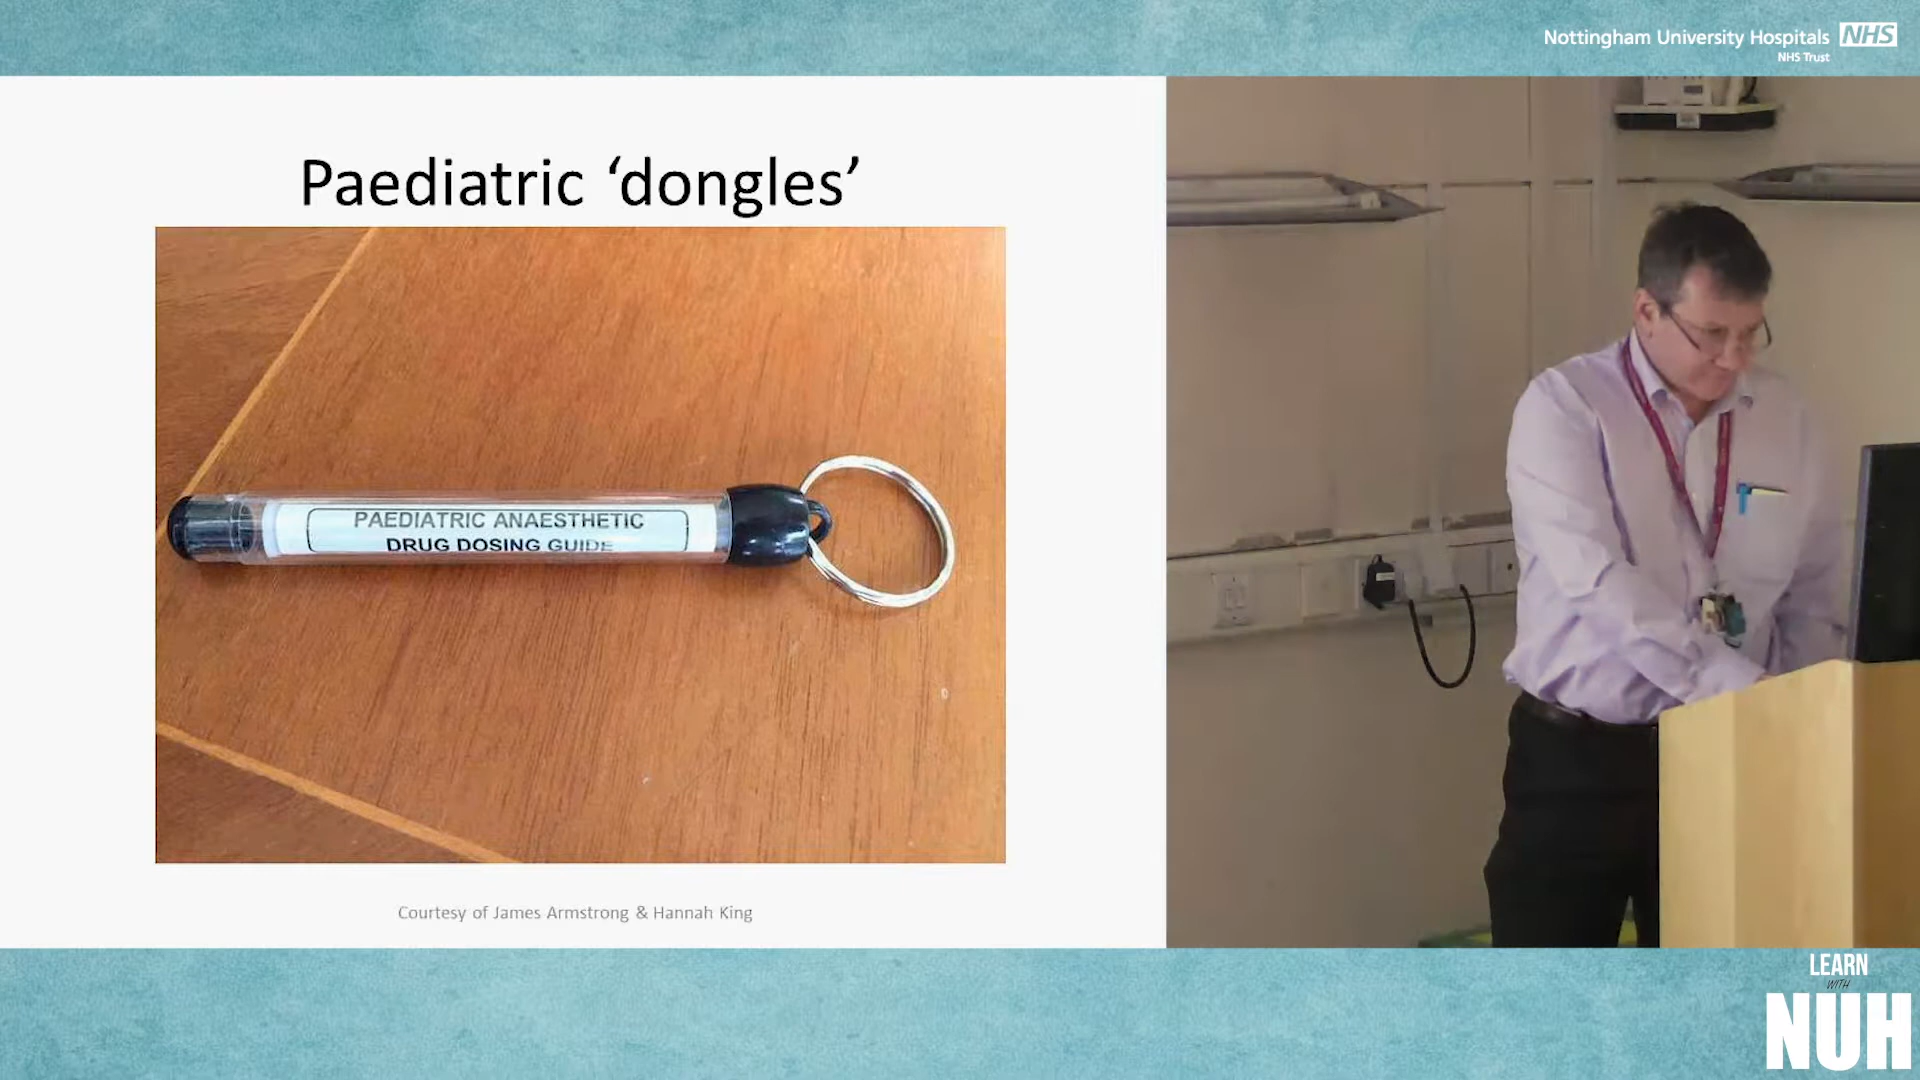 Nottingham University Hospitals NHS
NHS Trust
Paediatric ‘dongles’
PAEDIATRIC ANAESTHETIC
DRUG DOSING GUIDE
Courtesy of James Armstrong & Hannah King
LEARN
WITH
NUH